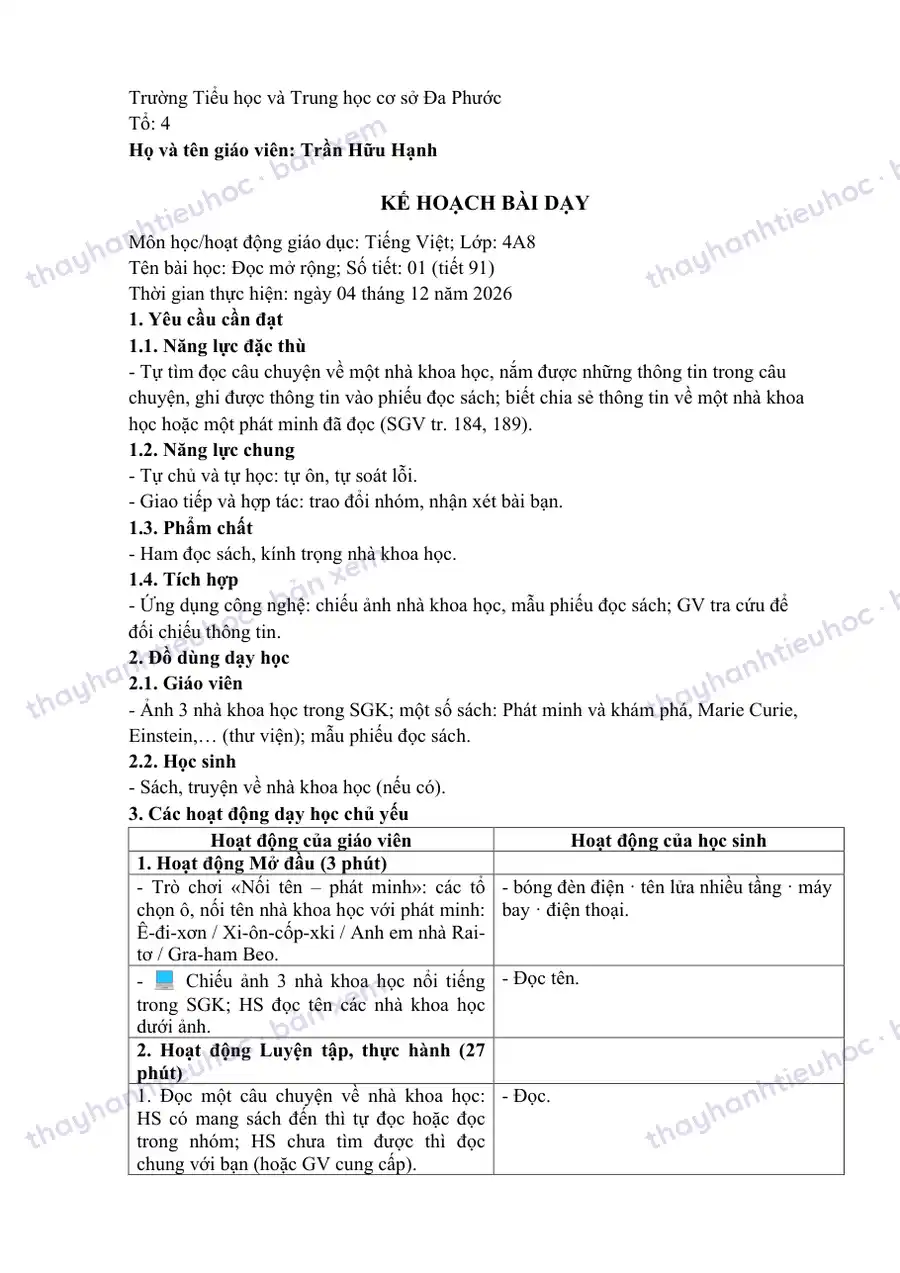 Trường Tiểu học và Trung học cơ sở Đa Phước
Tổ: 4
Họ và tên giáo viên: Trần Hữu Hạnh
KẾ HOẠCH BÀI DẠY
Môn học/hoạt động giáo dục: Tiếng Việt; Lớp: 4A8
Tên bài học: Đọc mở rộng; Số tiết: 01 (tiết 91)
Thời gian thực hiện: ngày 04 tháng 12 năm 2026
1. Yêu cầu cần đạt
1.1. Năng lực đặc thù
- Tự tìm đọc câu chuyện về một nhà khoa học, nắm được những thông tin trong câu
chuyện, ghi được thông tin vào phiếu đọc sách; biết chia sẻ thông tin về một nhà khoa
học hoặc một phát minh đã đọc (SGV tr. 184, 189).
1.2. Năng lực chung
- Tự chủ và tự học: tự ôn, tự soát lỗi.
- Giao tiếp và hợp tác: trao đổi nhóm, nhận xét bài bạn.
1.3. Phẩm chất
- Ham đọc sách, kính trọng nhà khoa học.
1.4. Tích hợp
- Ứng dụng công nghệ: chiếu ảnh nhà khoa học, mẫu phiếu đọc sách; GV tra cứu để
đối chiếu thông tin.
2. Đồ dùng dạy học
2.1. Giáo viên
- Ảnh 3 nhà khoa học trong SGK; một số sách: Phát minh và khám phá, Marie Curie,
Einstein,… (thư viện); mẫu phiếu đọc sách.
2.2. Học sinh
- Sách, truyện về nhà khoa học (nếu có).
3. Các hoạt động dạy học chủ yếu
Hoạt động của giáo viên
Hoạt động của học sinh
1. Hoạt động Mở đầu (3 phút)
- Trò chơi «Nối tên – phát minh»: các tổ
chọn ô, nối tên nhà khoa học với phát minh:
Ê-đi-xơn / Xi-ôn-cốp-xki / Anh em nhà Rai-
tơ / Gra-ham Beo.
- bóng đèn điện · tên lửa nhiều tầng · máy
bay · điện thoại.
- Chiếu ảnh 3 nhà khoa học nổi tiếng
trong SGK; HS đọc tên các nhà khoa học
dưới ảnh.
- Đọc tên.
2. Hoạt động Luyện tập, thực hành (27
phút)
1. Đọc một câu chuyện về nhà khoa học:
HS có mang sách đến thì tự đọc hoặc đọc
trong nhóm; HS chưa tìm được thì đọc
chung với bạn (hoặc GV cung cấp).
- Đọc.
thayhanhtieuhoc · bản xem
thayhanhtieuhoc · b
thayhanhtieuhoc · bản xem
thayhanhtieuhoc · b
thayhanhtieuhoc · bản xem
thayhanhtieuhoc · b